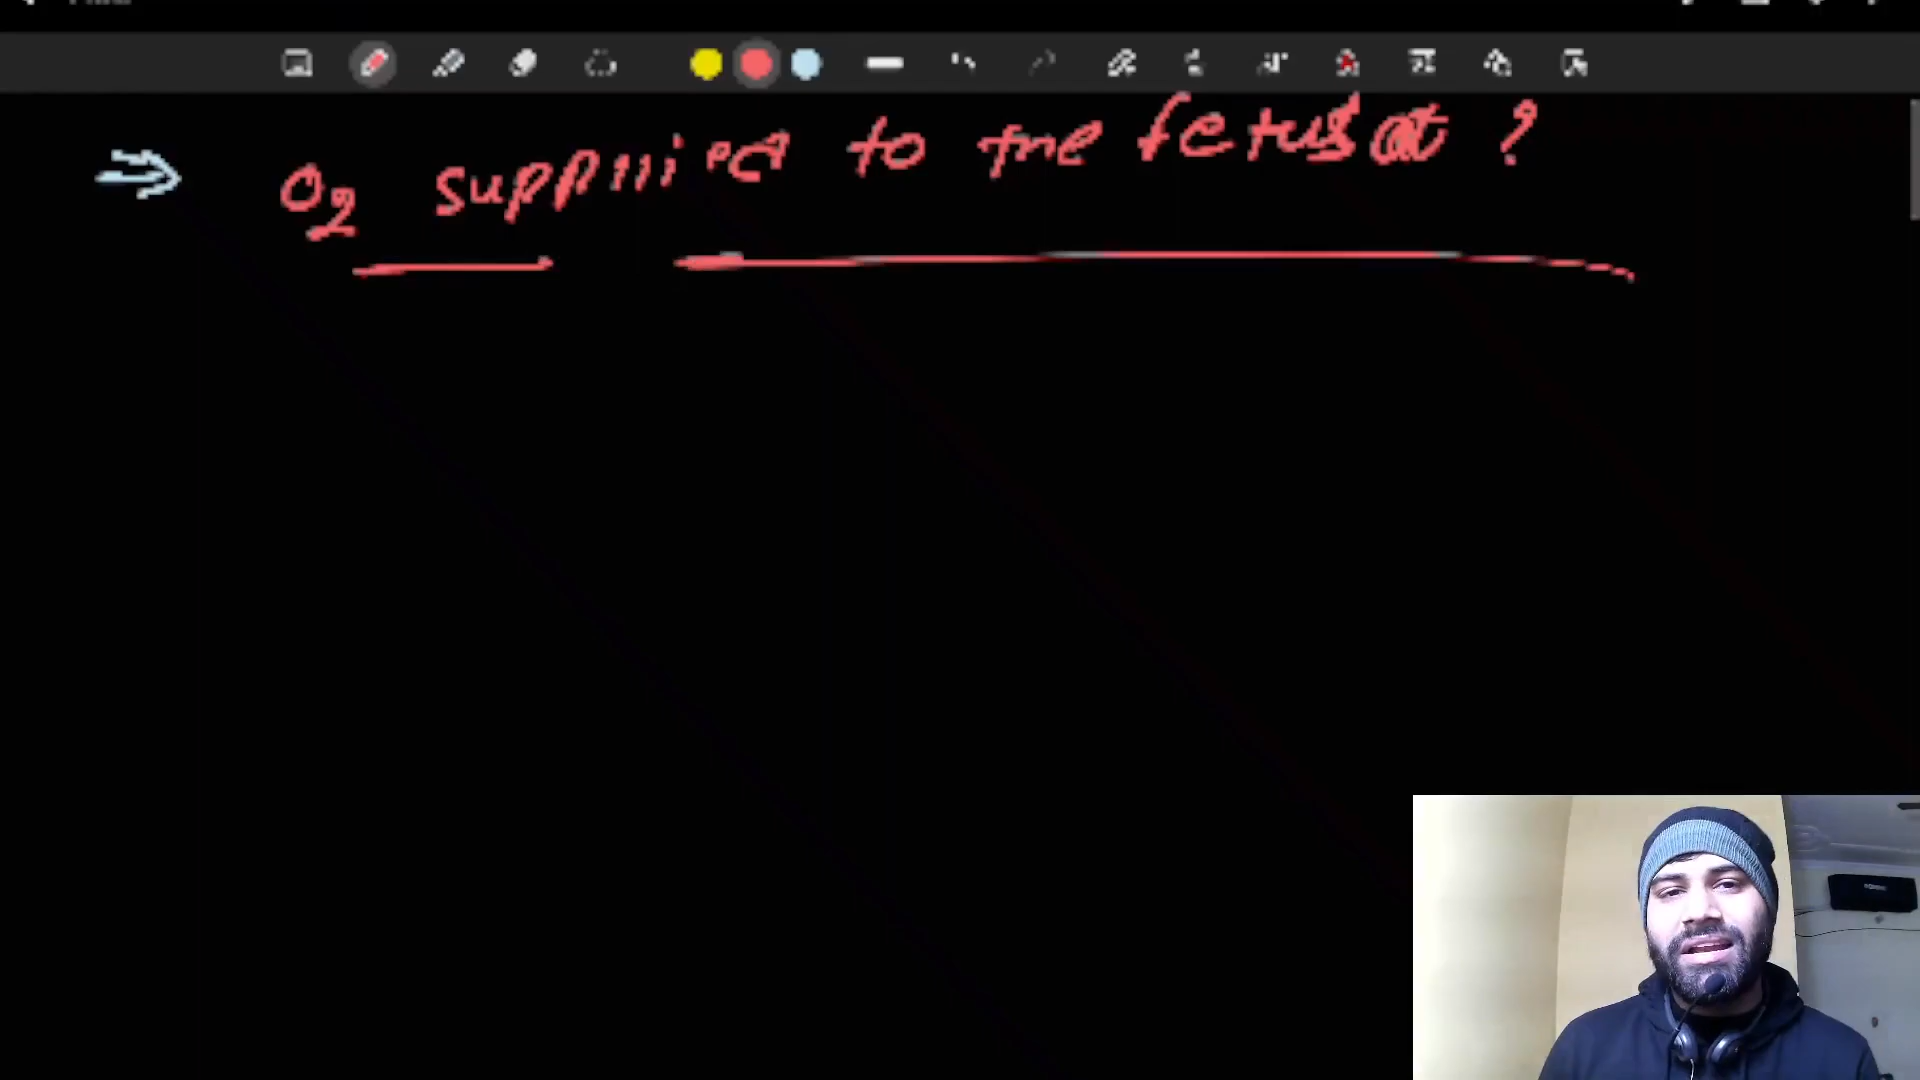 ⇒ O₂ supplied to the fetus at ?